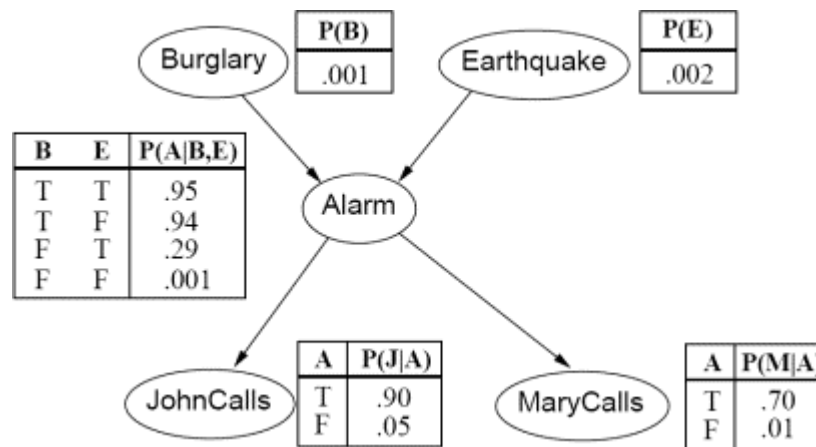 Burglary
P(B)
.001
Earthquake
P(E)
.002
B E P(A|B,E)
T T .95
T F .94
F T .29
F F .001
Alarm
JohnCalls
A P(J|A)
T .90
F .05
MaryCalls
A P(M|A)
T .70
F .01